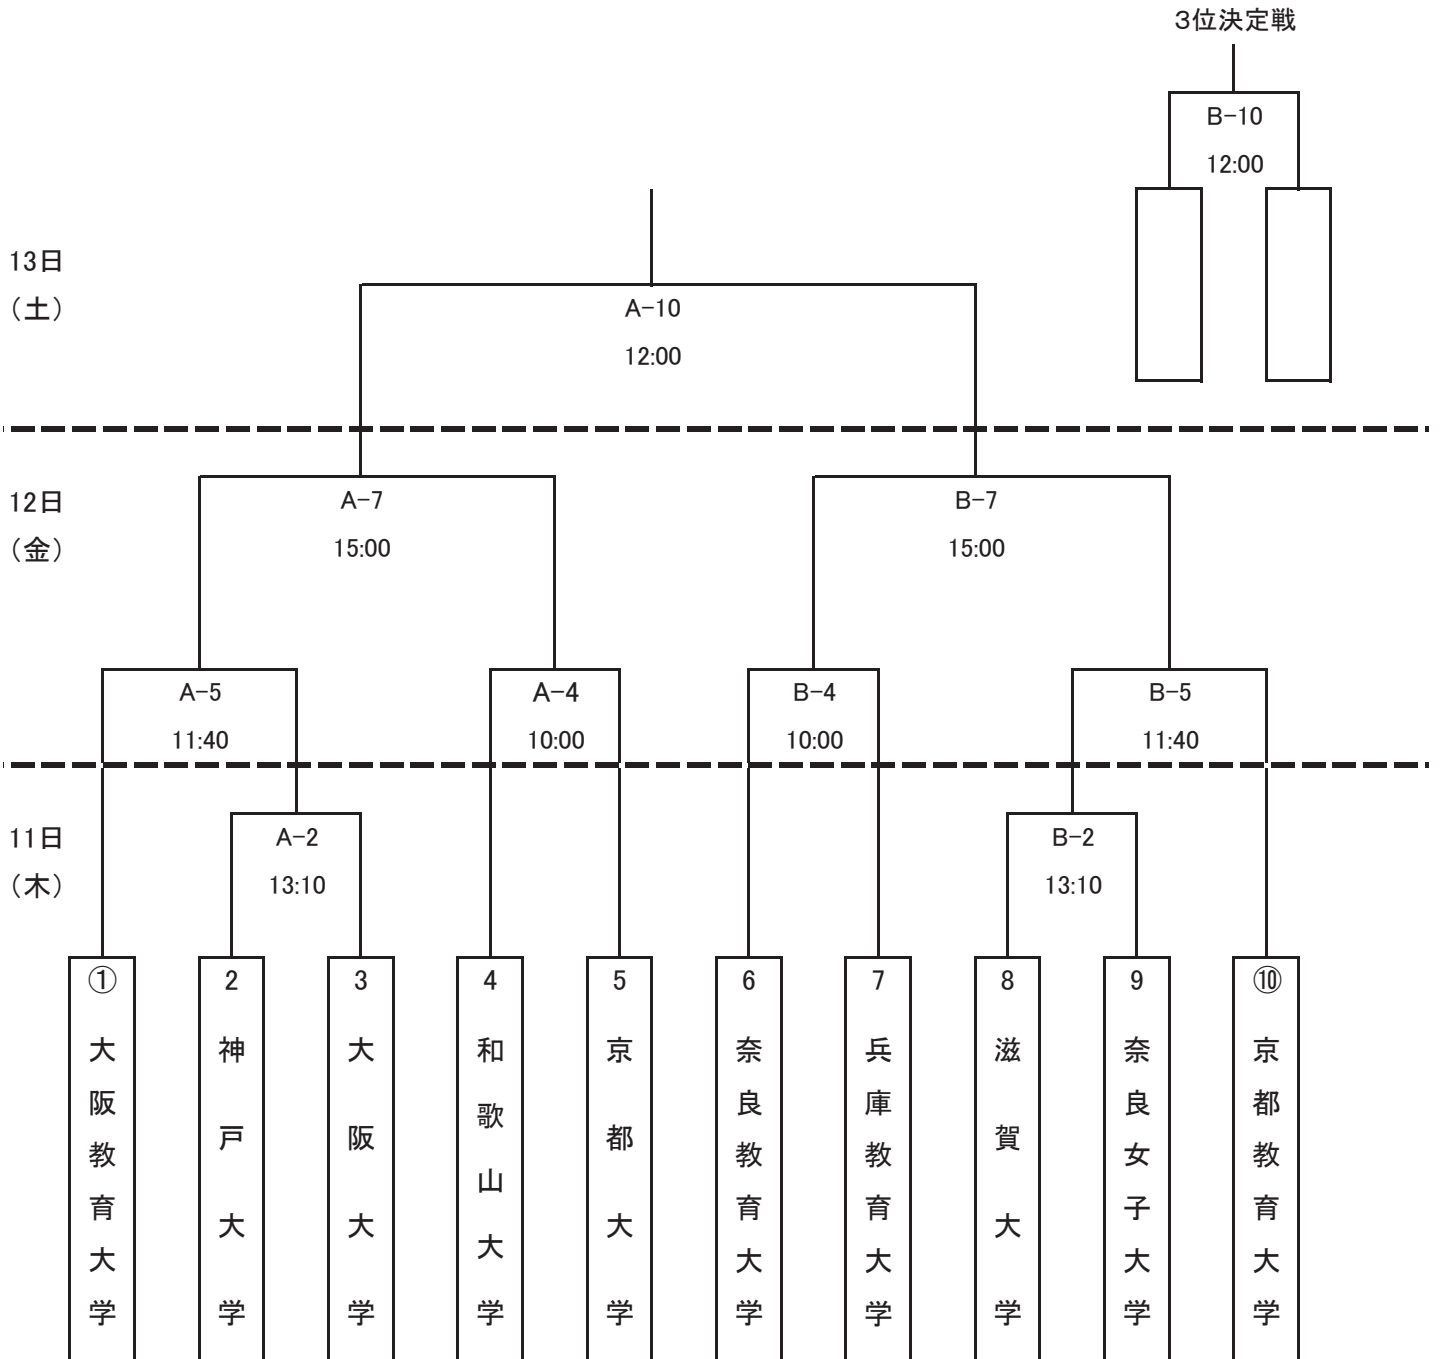 3位決定戦
B-10
12:00
13日
（土）
A-10
12:00
12日
（金）
A-7
15:00
B-7
15:00
A-5
11:40
A-4
10:00
B-4
10:00
B-5
11:40
11日
（木）
A-2
13:10
B-2
13:10
① 大阪教育大学
2 神戸大学
3 大阪大学
4 和歌山大学
5 京都大学
6 奈良教育大学
7 兵庫教育大学
8 滋賀大学
9 奈良女子大学
⑩ 京都教育大学